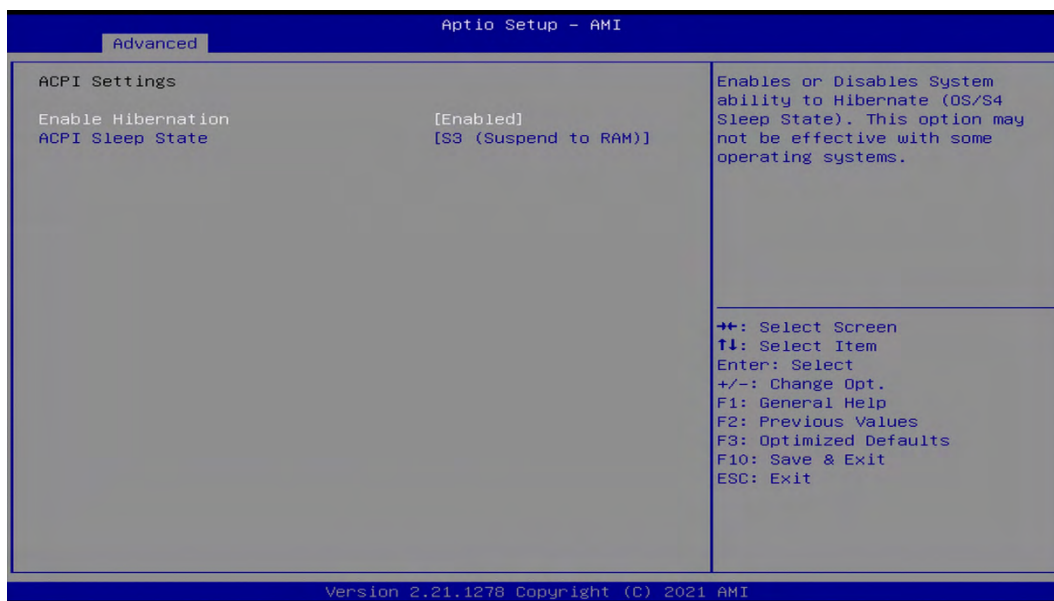 Aptio Setup – AMI
Advanced
ACPI Settings
Enable Hibernation [Enabled]
ACPI Sleep State [S3 (Suspend to RAM)]
Enables or Disables System
ability to Hibernate (OS/S4
Sleep State). This option may
not be effective with some
operating systems.
→←: Select Screen
↑↓: Select Item
Enter: Select
+/-: Change Opt.
F1: General Help
F2: Previous Values
F3: Optimized Defaults
F10: Save & Exit
ESC: Exit
Version 2.21.1278 Copyright (C) 2021 AMI